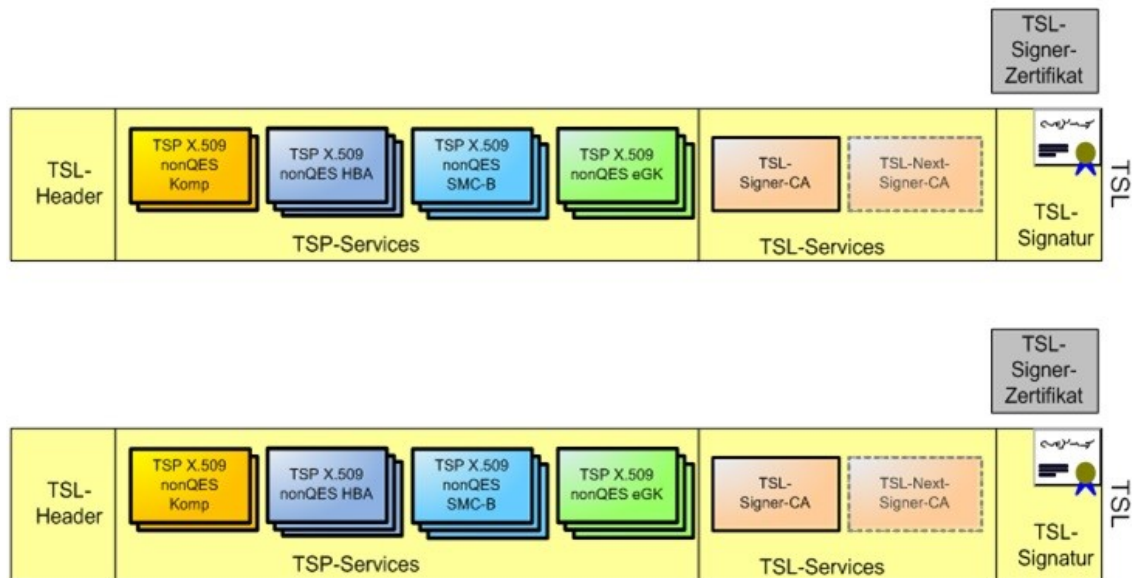 TSL-
Signer-
Zertifikat
TSL-
Header
TSP X.509
nonQES
Komp
TSP X.509
nonQES HBA
TSP X.509
nonQES
SMC-B
TSP X.509
nonQES eGK
TSP-Services
TSL-
Signer-CA
TSL-Next-
Signer-CA
TSL-Services
TSL-
Signatur
TSL
TSL-
Signer-
Zertifikat
TSL-
Header
TSP X.509
nonQES
Komp
TSP X.509
nonQES HBA
TSP X.509
nonQES
SMC-B
TSP X.509
nonQES eGK
TSP-Services
TSL-
Signer-CA
TSL-Next-
Signer-CA
TSL-Services
TSL-
Signatur
TSL